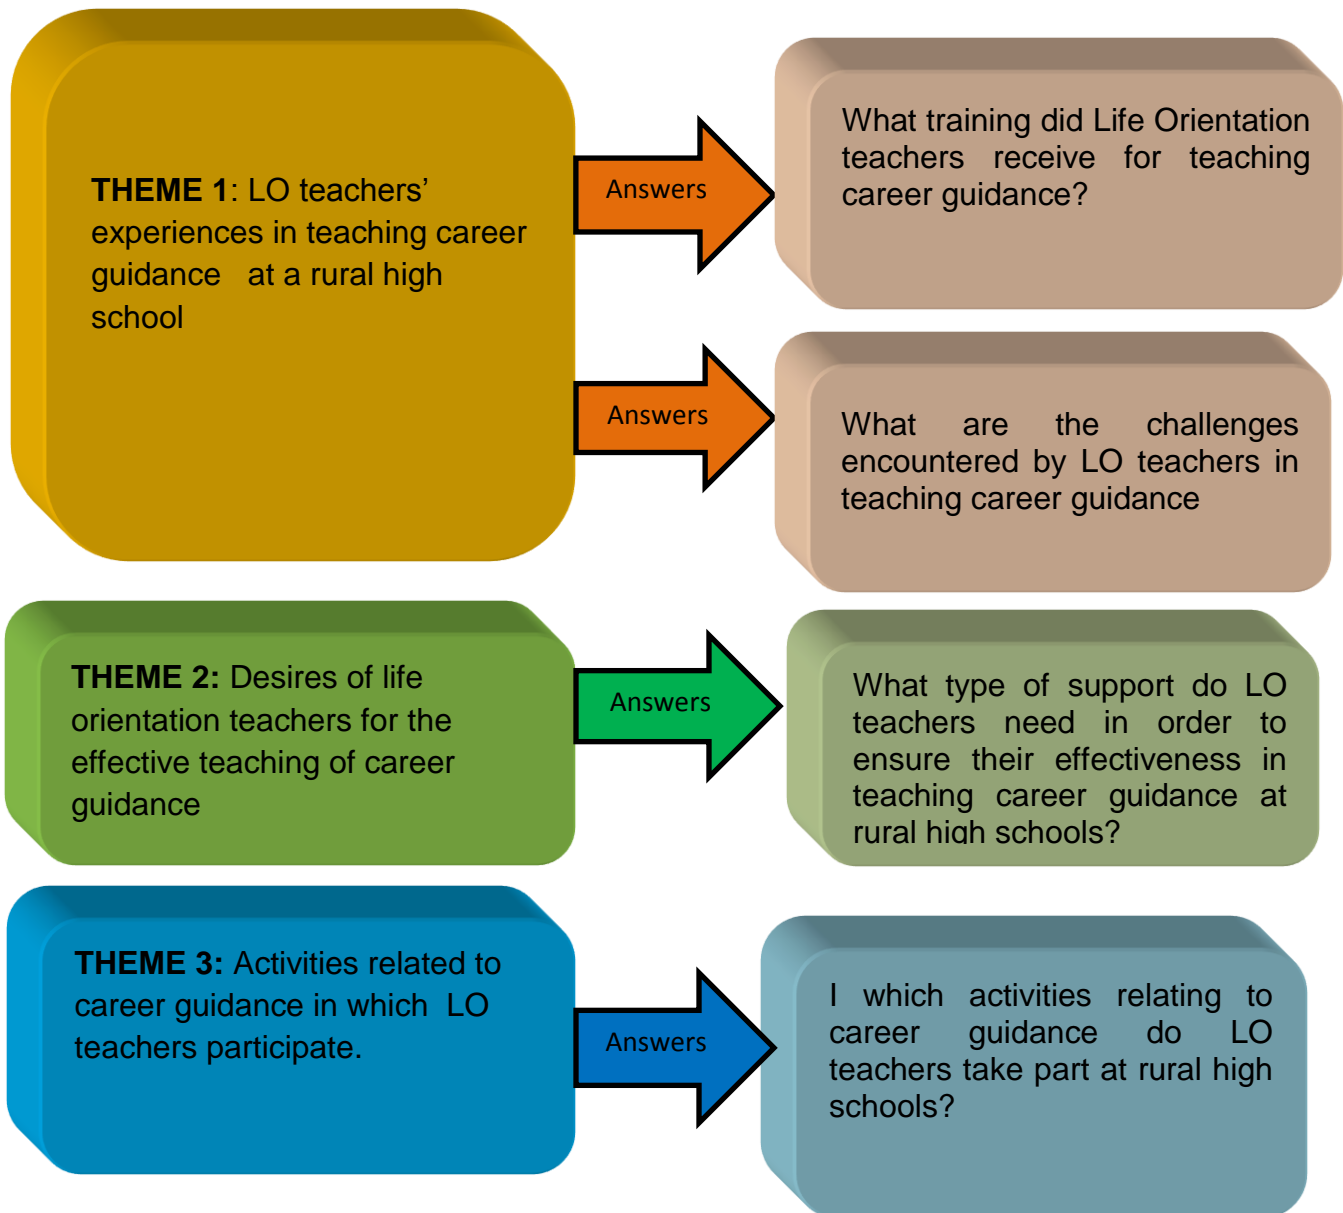 THEME 1: LO teachers’
experiences in teaching career
guidance at a rural high
school
Answers
What training did Life Orientation
teachers receive for teaching
career guidance?
Answers
What are the challenges
encountered by LO teachers in
teaching career guidance
THEME 2: Desires of life
orientation teachers for the
effective teaching of career
guidance
Answers
What type of support do LO
teachers need in order to
ensure their effectiveness in
teaching career guidance at
rural high schools?
THEME 3: Activities related to
career guidance in which LO
teachers participate.
Answers
I which activities relating to
career guidance do LO
teachers take part at rural high
schools?